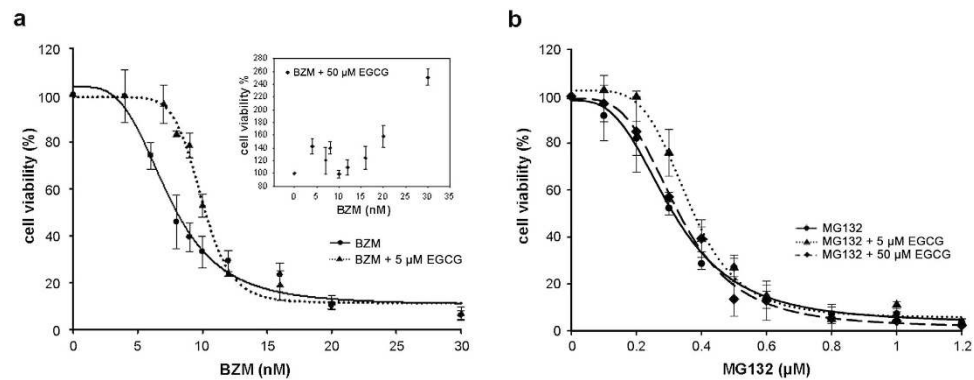 a
120
100
80
60
40
20
0
cell viability (%)
0 5 10 15 20 25 30
BZM (nM)
BZM
BZM + 5 µM EGCG
260
240
220
200
180
160
140
120
100
80
cell viability %
BZM + 50 µM EGCG
0 5 10 15 20 25 30 35
BZM (nM)
b
120
100
80
60
40
20
0
cell viability (%)
MG132
MG132 + 5 µM EGCG
MG132 + 50 µM EGCG
0 0.2 0.4 0.6 0.8 1 1.2
MG132 (µM)